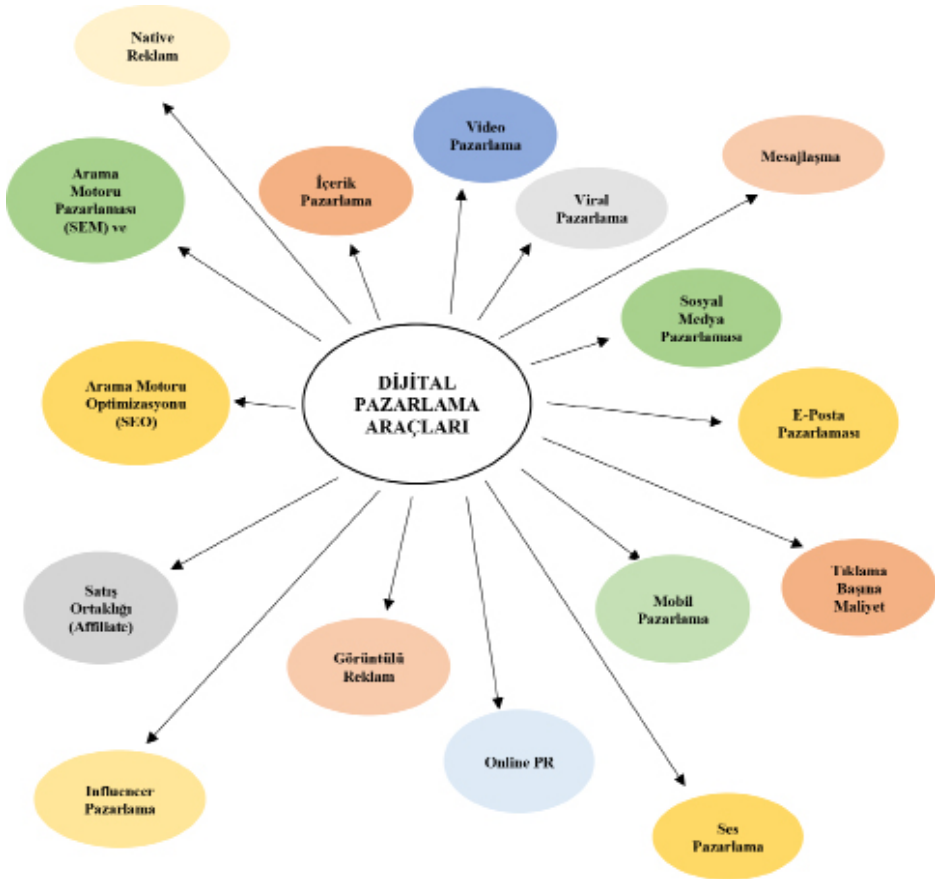 Native
Reklam
Video
Pazarlama
Mesajlaşma
Arama
Motoru
Pazarlaması
(SEM) ve
İçerik
Pazarlama
Viral
Pazarlama
Sosyal
Medya
Pazarlaması
DİJİTAL
PAZARLAMA
ARAÇLARI
Arama Motoru
Optimizasyonu
(SEO)
E-Posta
Pazarlaması
Tıklama
Başına
Maliyet
Satış
Ortaklığı
(Affiliate)
Mobil
Pazarlama
Görüntülü
Reklam
Online PR
Influencer
Pazarlama
Ses
Pazarlama